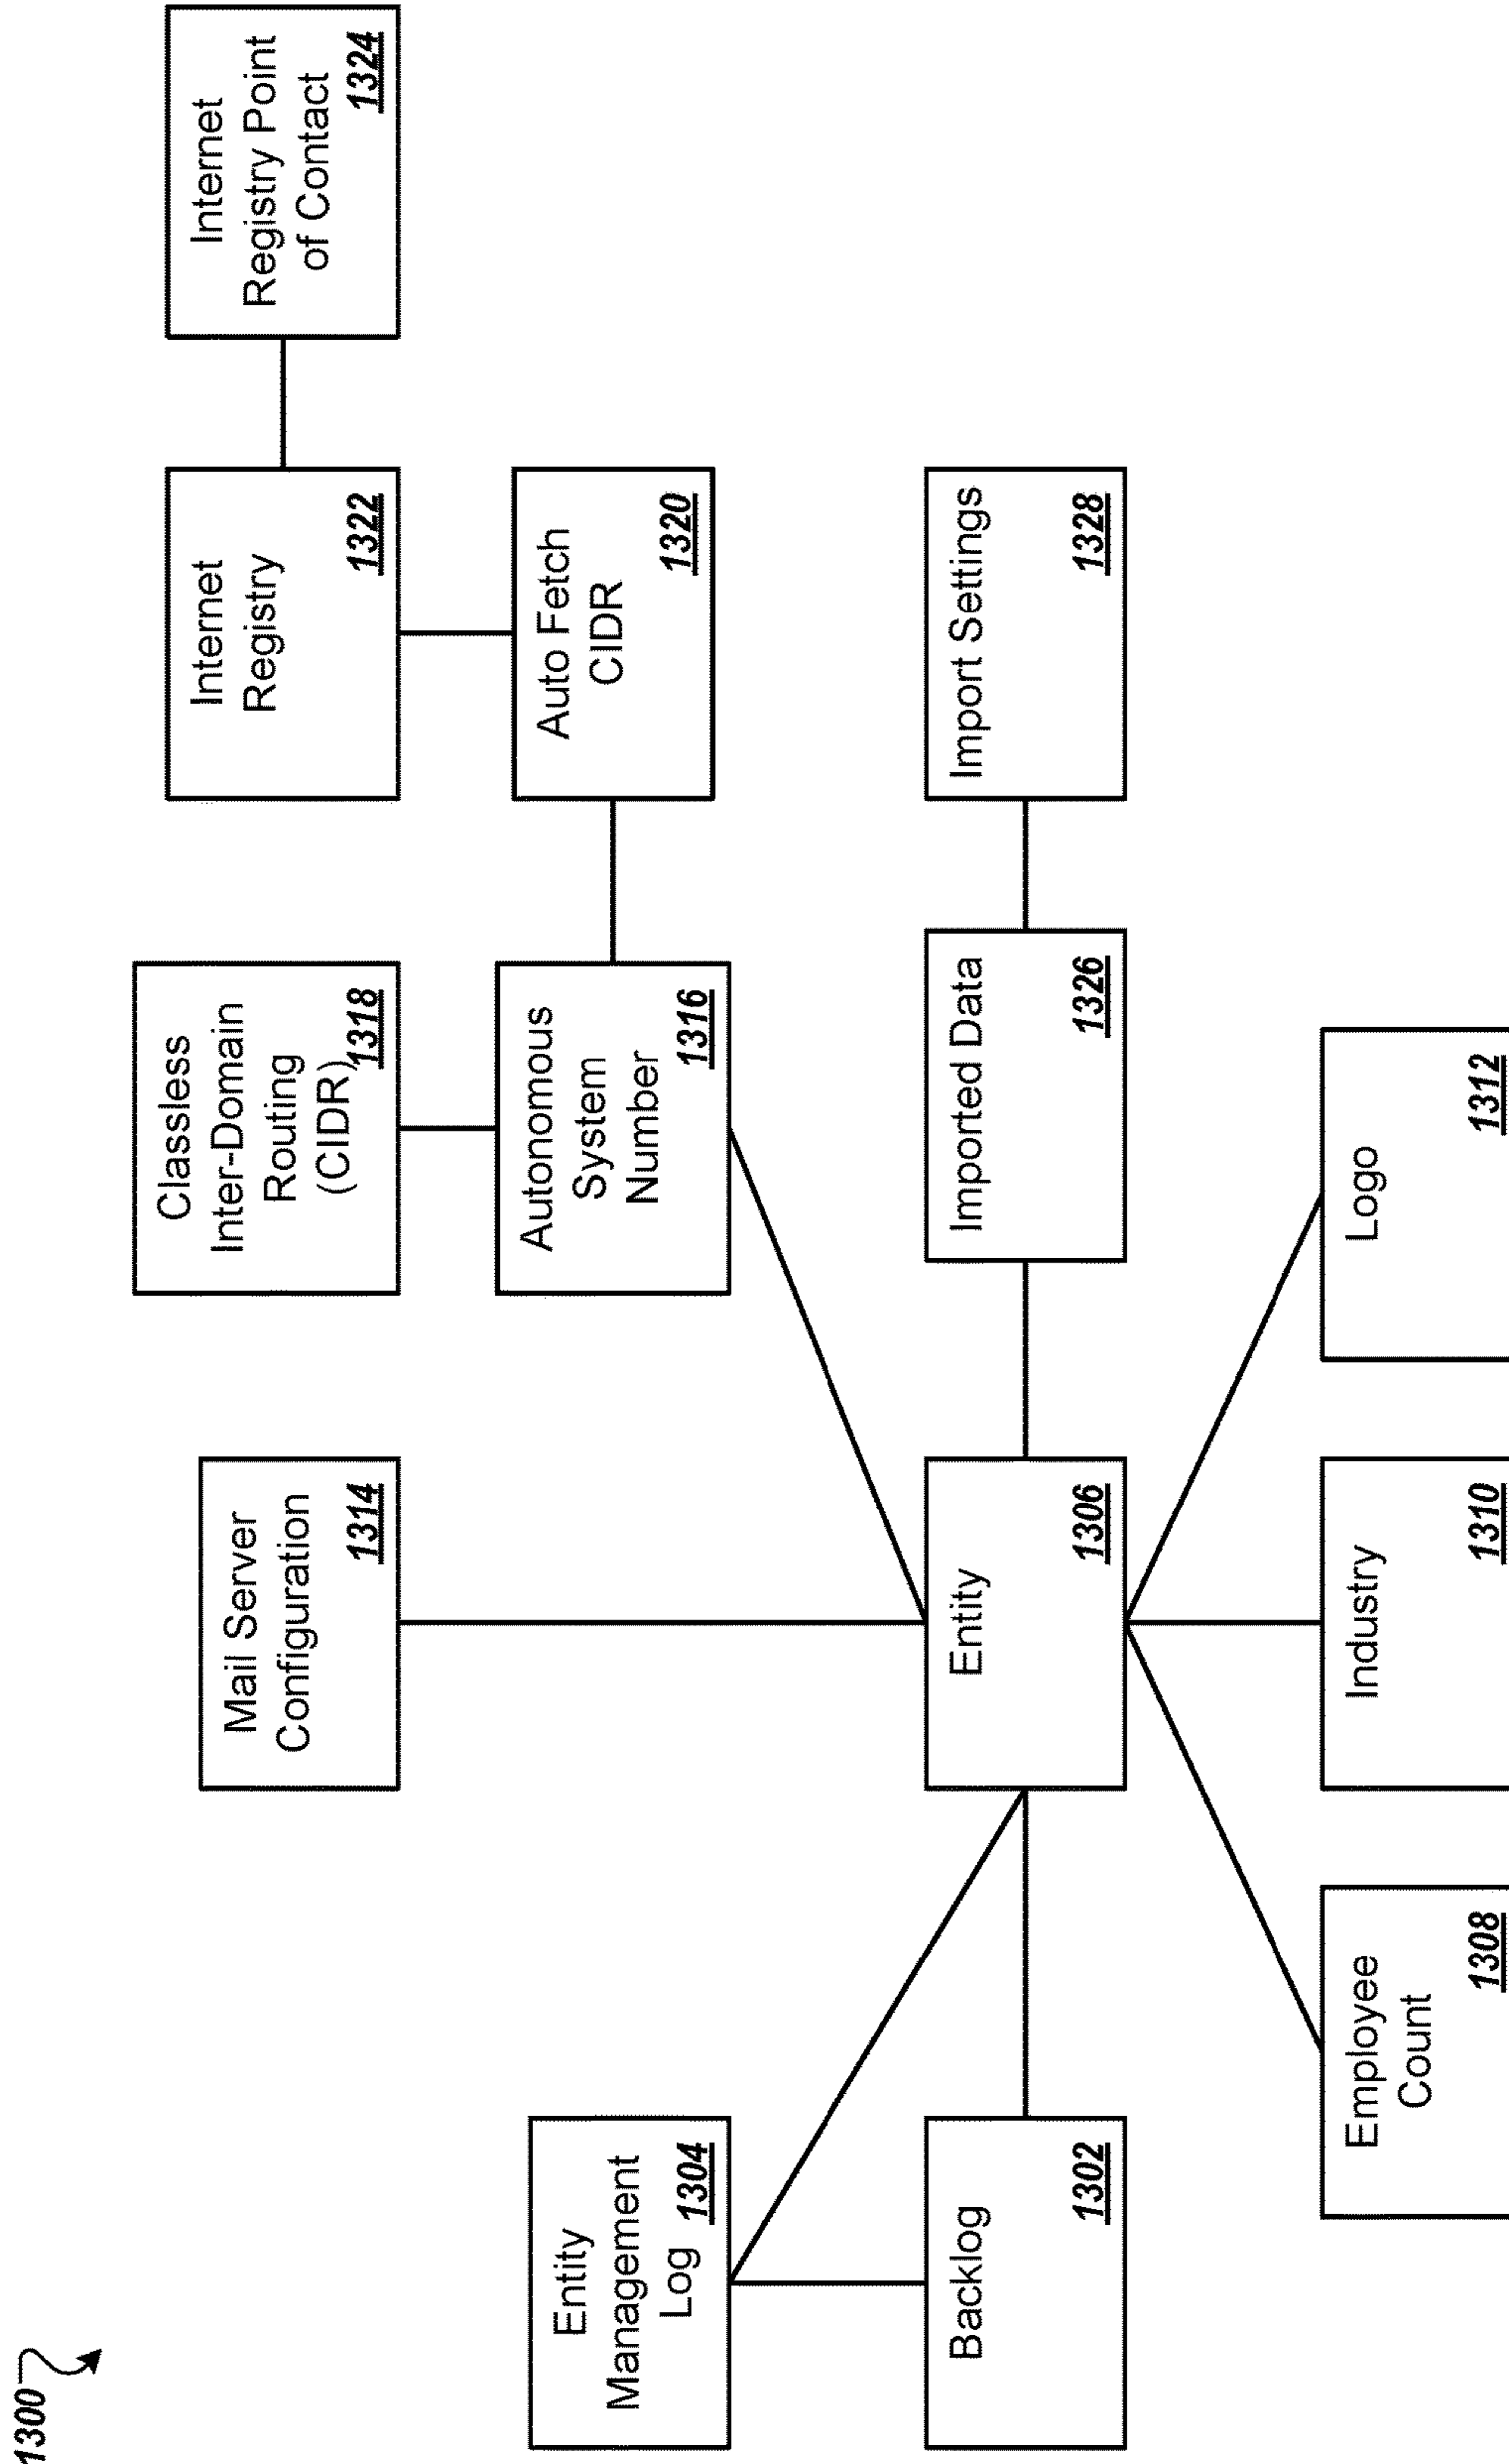 1300
Mail Server
Configuration
1314
Classless
Inter-Domain
Routing
(CIDR)
1318
Internet
Registry
1322
Internet
Registry Point
of Contact
1324
Entity
Management
Log
1304
Autonomous
System
Number
1316
Auto Fetch
CIDR
1320
Backlog
1302
Entity
1306
Imported Data
1326
Import Settings
1328
Employee
Count
1308
Industry
1310
Logo
1312